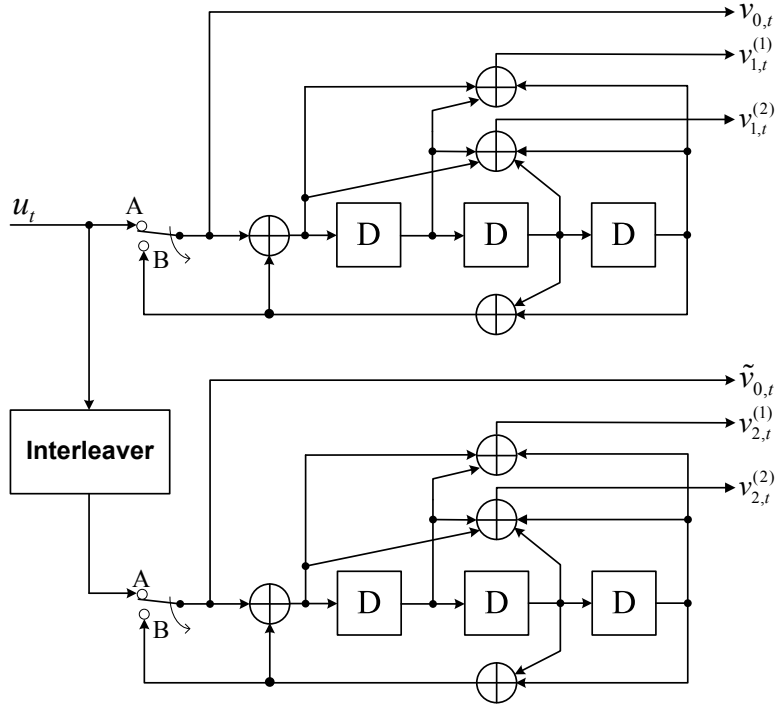 v₀,ₜ
v₁,ₜ⁽¹⁾
v₁,ₜ⁽²⁾
uₜ
A
B
D D D
ṽ₀,ₜ
v₂,ₜ⁽¹⁾
v₂,ₜ⁽²⁾
Interleaver
A
B
D D D